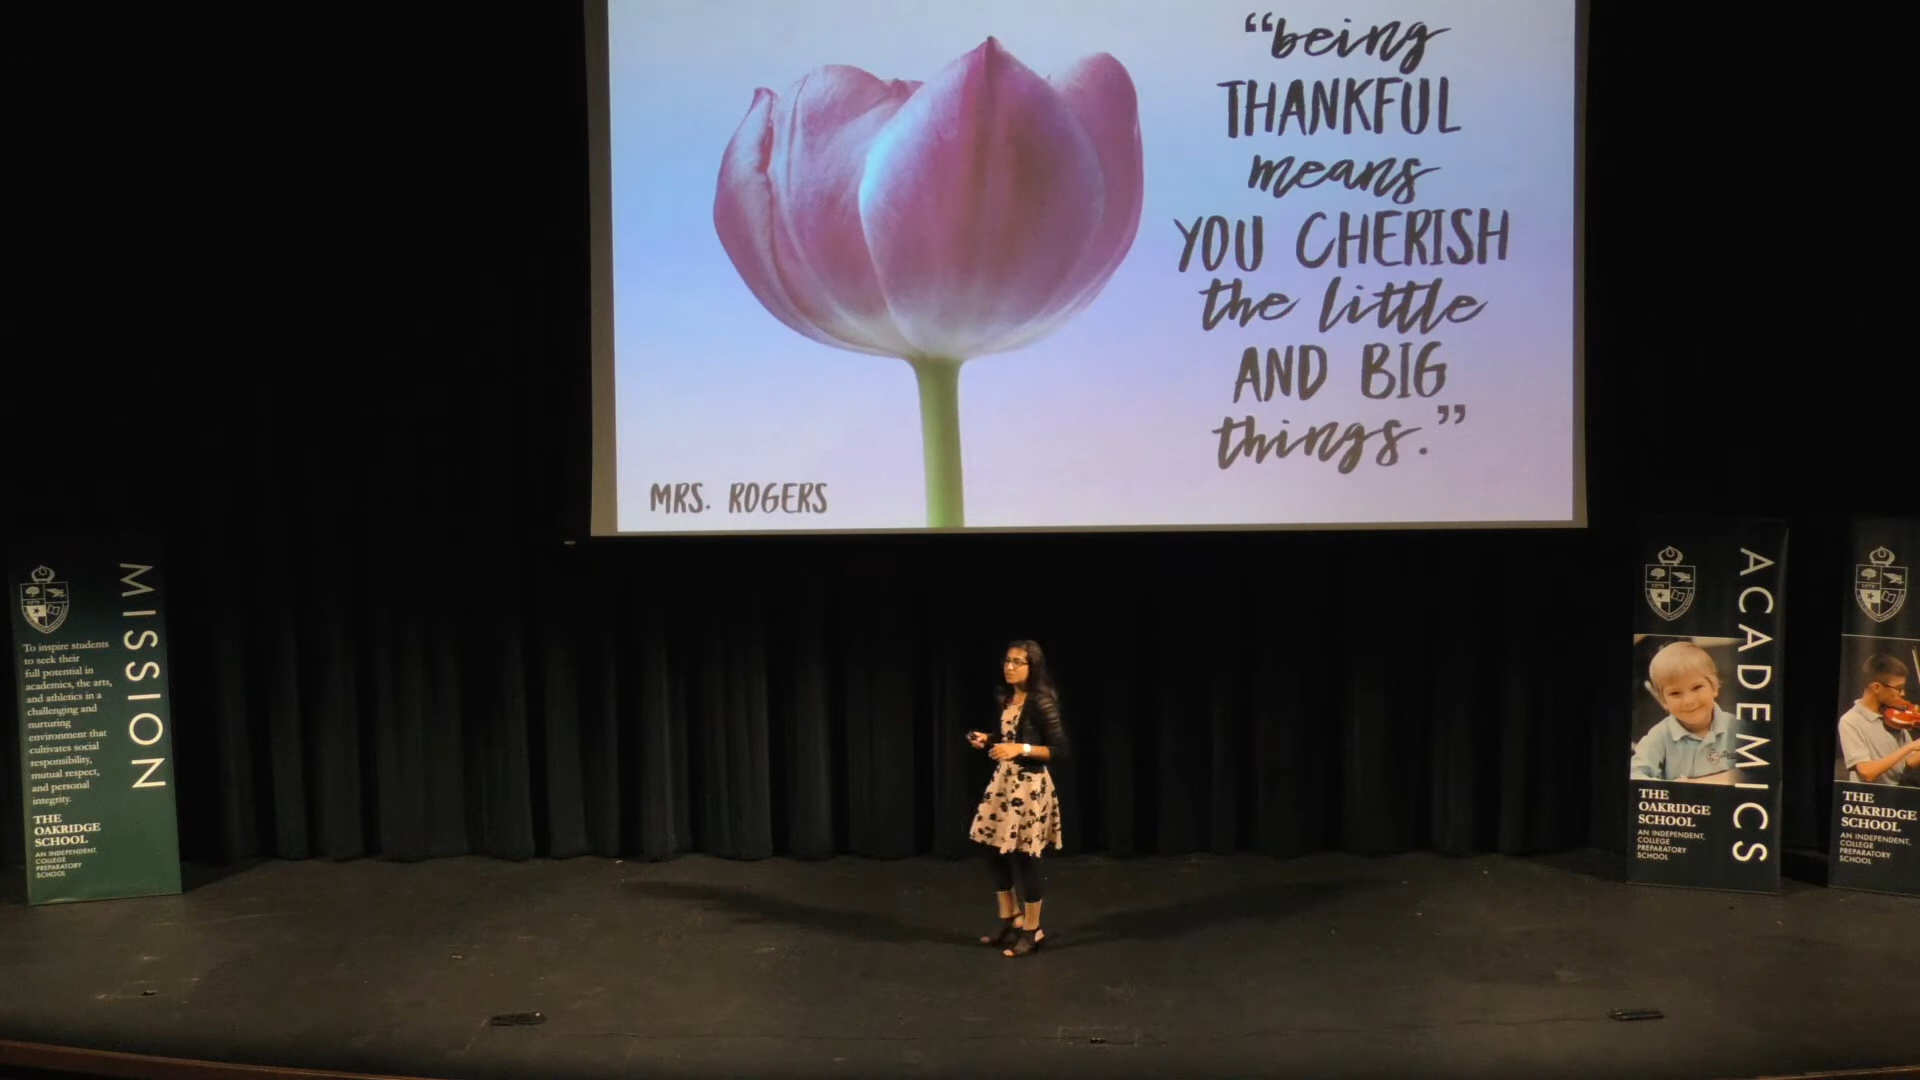 “being
THANKFUL
means
YOU CHERISH
the little
AND BIG
things.”
MRS. ROGERS
MISSION
To inspire students
to seek their
full potential in
academics, the arts,
and athletics in a
challenging and
nurturing
environment that
cultivates social
responsibility,
mutual respect,
and personal
integrity.
THE
OAKRIDGE
SCHOOL
AN INDEPENDENT,
COLLEGE
PREPARATORY
SCHOOL
ACADEMICS
THE
OAKRIDGE
SCHOOL
AN INDEPENDENT,
COLLEGE
PREPARATORY
SCHOOL
THE
OAKRIDGE
SCHOOL
AN INDEPENDENT,
COLLEGE
PREPARATORY
SCHOOL